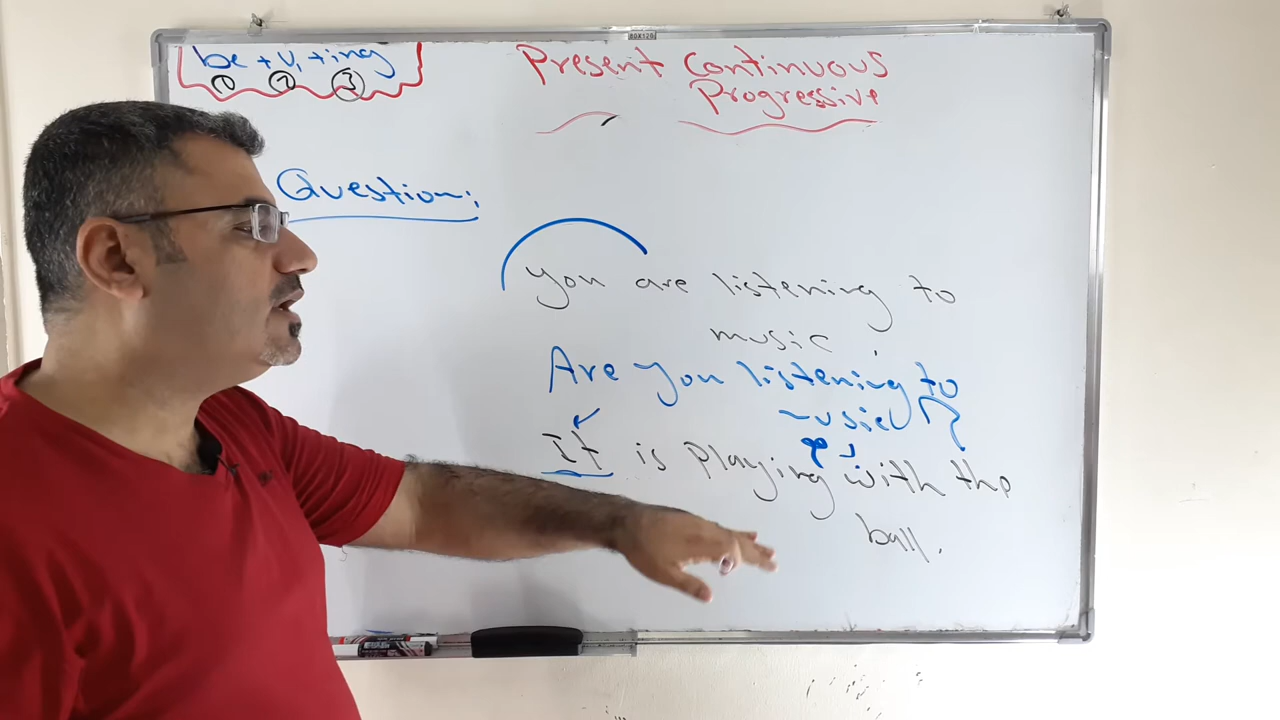 be + V₁ + ing
① ② ③
Present Continuous
Progressive
Question:
You are listening to
music.
Are you listening to
music ?
It is playing with the
ball.
80X120